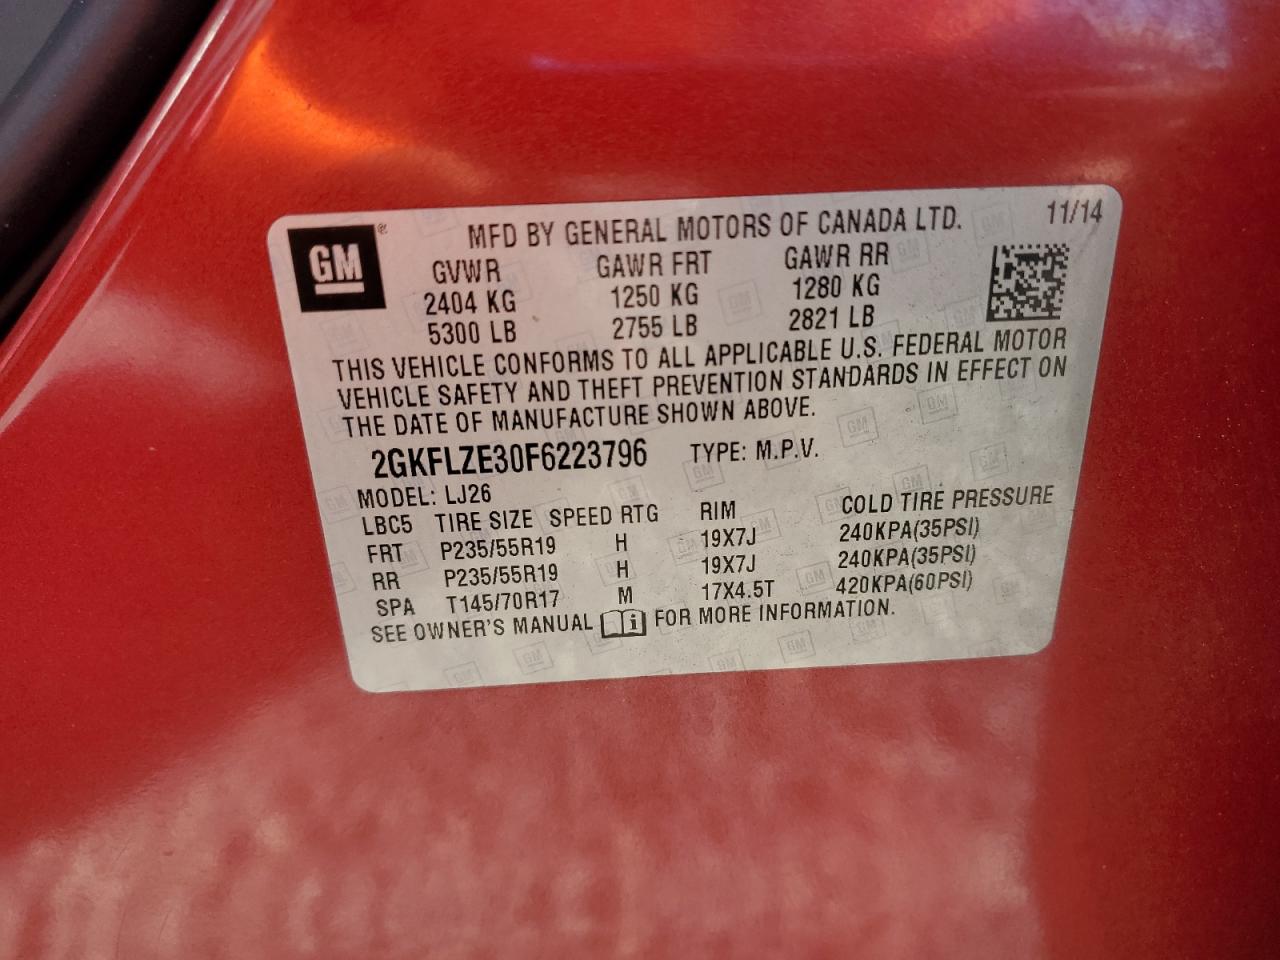 GM ® MFD BY GENERAL MOTORS OF CANADA LTD. 11/14
GVWR GAWR FRT GAWR RR
2404 KG 1250 KG 1280 KG
5300 LB 2755 LB 2821 LB
THIS VEHICLE CONFORMS TO ALL APPLICABLE U.S. FEDERAL MOTOR
VEHICLE SAFETY AND THEFT PREVENTION STANDARDS IN EFFECT ON
THE DATE OF MANUFACTURE SHOWN ABOVE.
2GKFLZE30F6223796 TYPE: M.P.V.
MODEL: LJ26
LBC5 TIRE SIZE SPEED RTG RIM COLD TIRE PRESSURE
FRT P235/55R19 H 19X7J 240KPA(35PSI)
RR P235/55R19 H 19X7J 240KPA(35PSI)
SPA T145/70R17 M 17X4.5T 420KPA(60PSI)
SEE OWNER'S MANUAL FOR MORE INFORMATION.